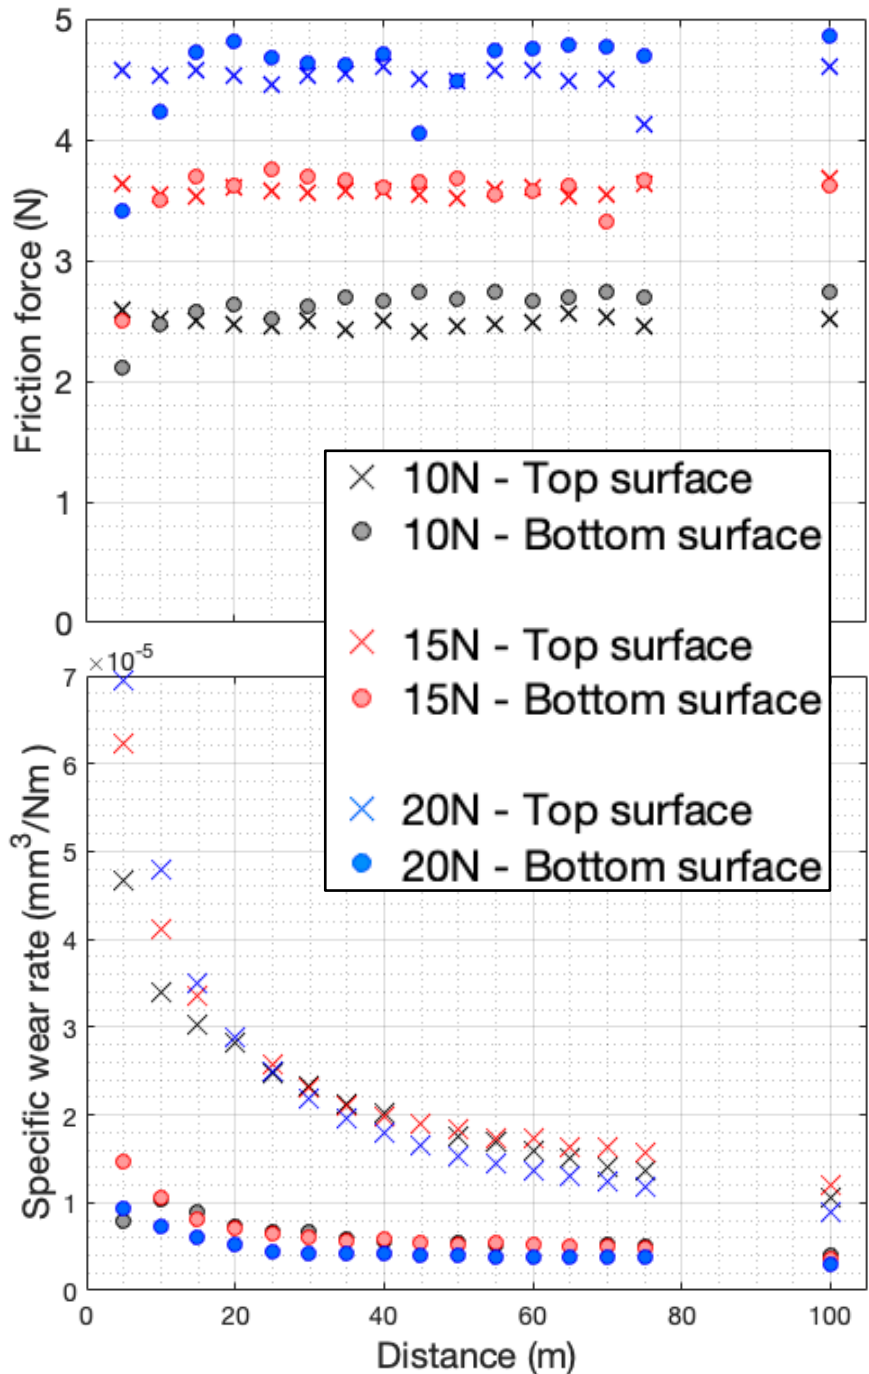 5
4
3
2
1
0
Friction force (N)
10N - Top surface
10N - Bottom surface
15N - Top surface
15N - Bottom surface
20N - Top surface
20N - Bottom surface
×10-5
7
6
5
4
3
2
1
0
Specific wear rate (mm3/Nm )
0 20 40 60 80 100
Distance (m)